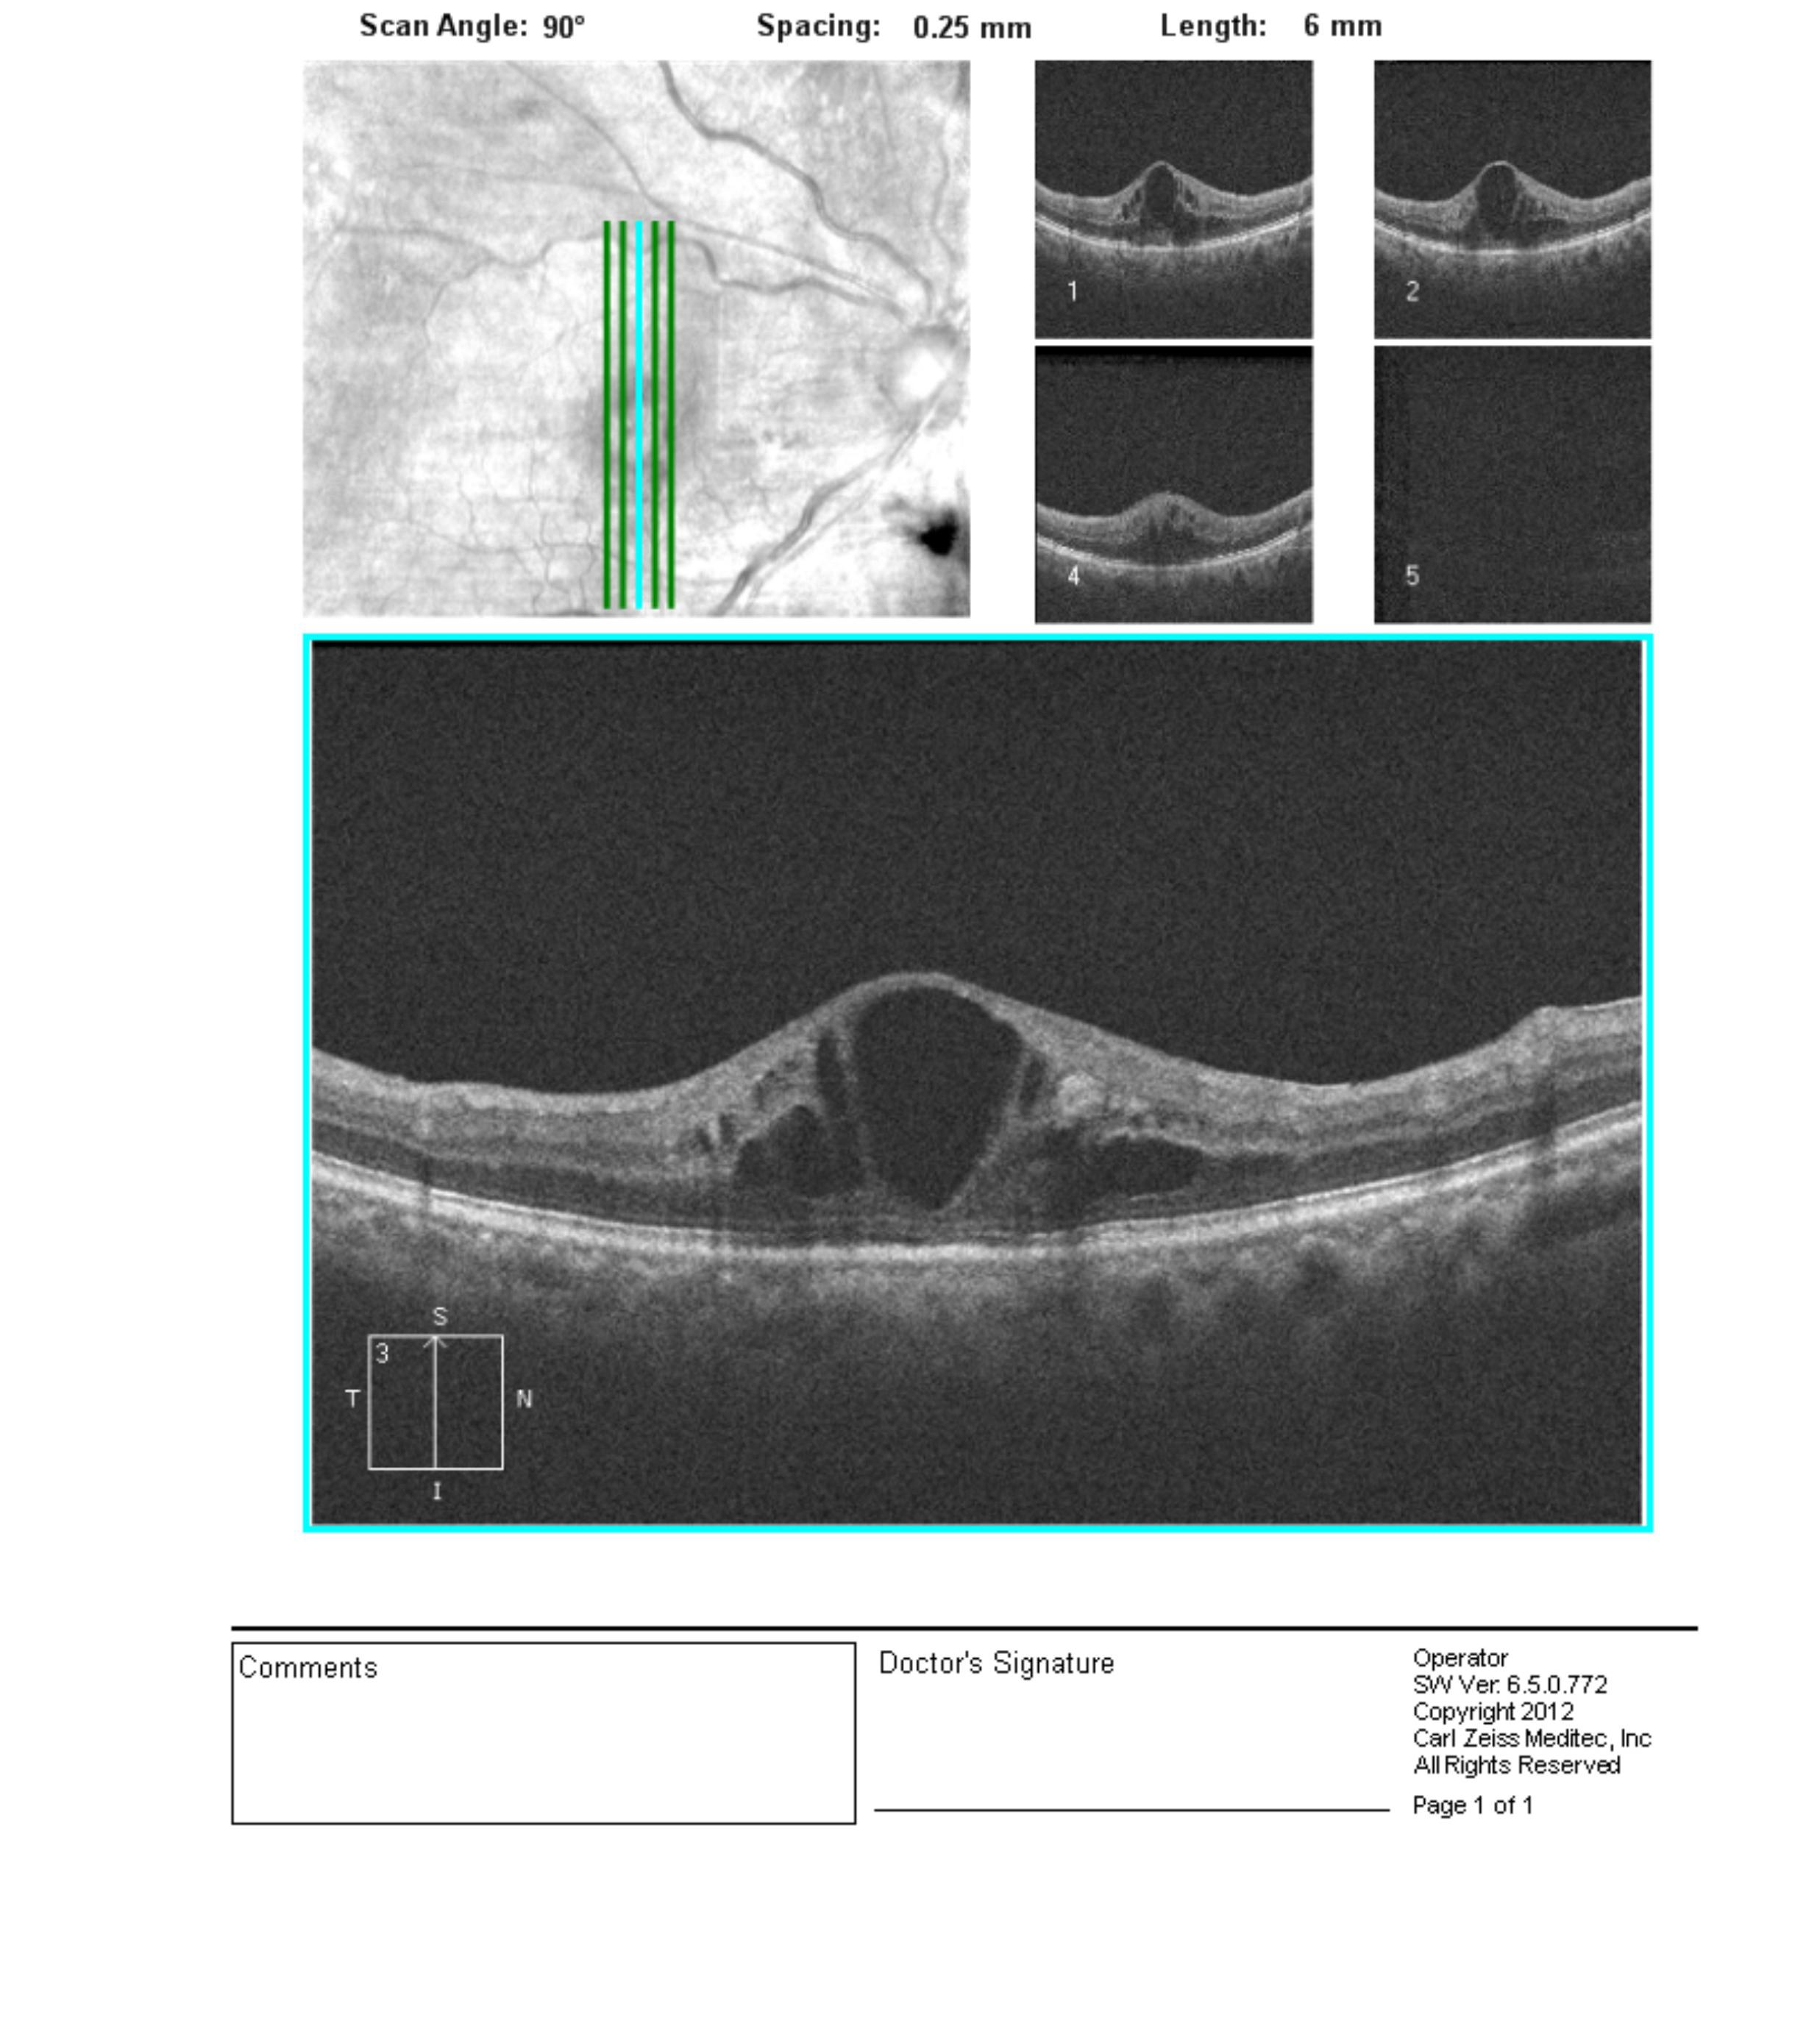 Scan Angle: 90° Spacing: 0.25 mm Length: 6 mm
1
2
4
5
S
3
T
N
I
Comments
Doctor's Signature
Operator
SW Ver: 6.5.0.772
Copyright 2012
Carl Zeiss Meditec, Inc
All Rights Reserved
Page 1 of 1